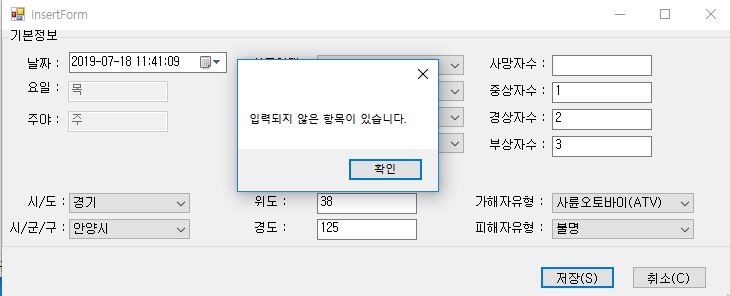 InsertForm
기본정보
날짜 : 2019-07-18 11:41:09
사망자수 :
요일 : 목
중상자수 : 1
입력되지 않은 항목이 있습니다.
주야 : 주
경상자수 : 2
부상자수 : 3
확인
시/도 : 경기
위도 : 38
가해자유형 : 사륜오토바이(ATV)
시/군/구 : 안양시
경도 : 125
피해자유형 : 불명
저장(S)
취소(C)